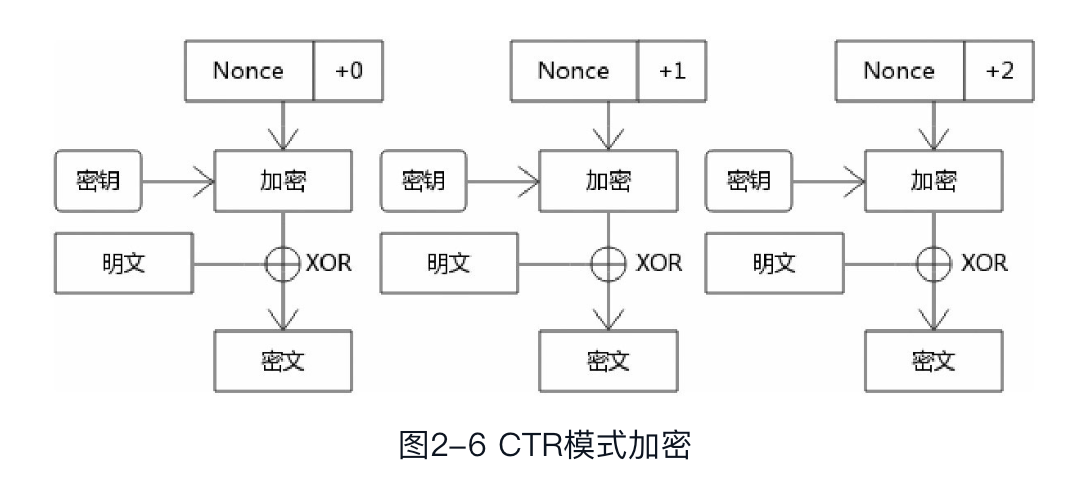 Nonce +0 Nonce +1 Nonce +2
密钥 加密 密钥 加密 密钥 加密
明文 XOR 明文 XOR 明文 XOR
密文 密文 密文
图2-6 CTR模式加密